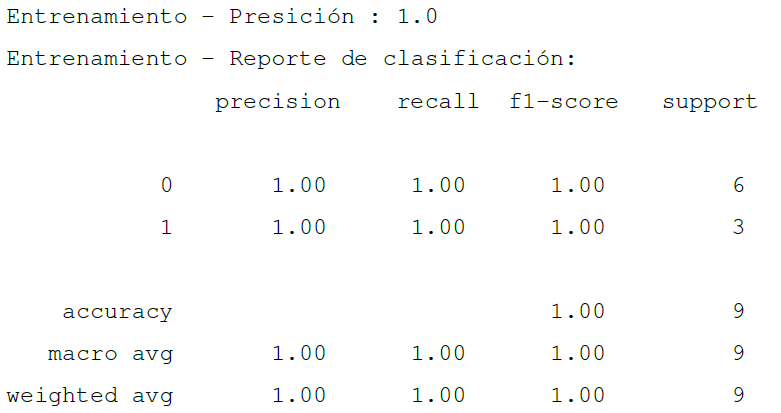 Entrenamiento - Presición : 1.0
Entrenamiento - Reporte de clasificación:
precision recall f1-score support
0 1.00 1.00 1.00 6
1 1.00 1.00 1.00 3
accuracy 1.00 9
macro avg 1.00 1.00 1.00 9
weighted avg 1.00 1.00 1.00 9